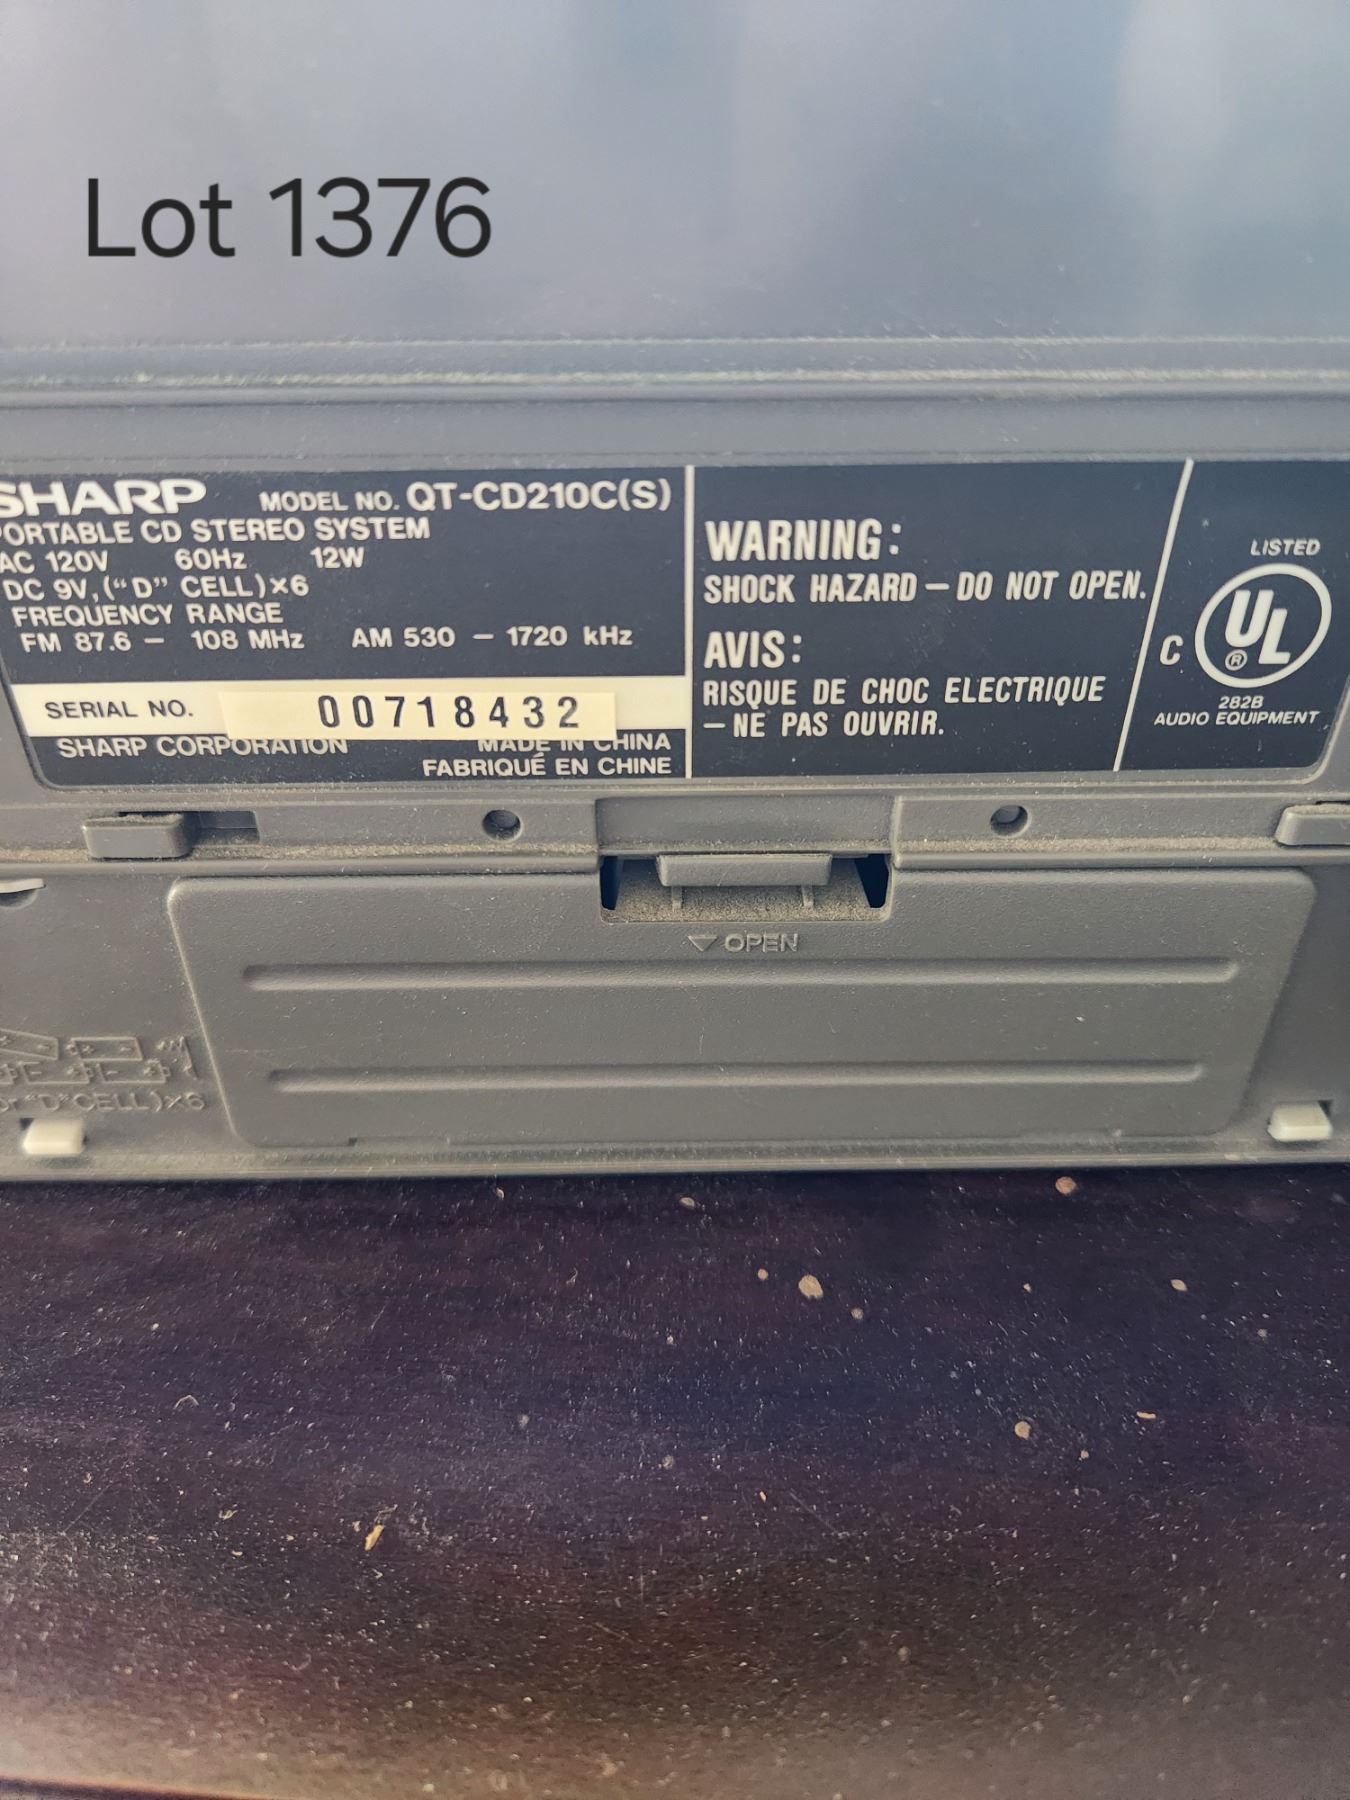 Lot 1376
SHARP MODEL NO. QT-CD210C(S)
PORTABLE CD STEREO SYSTEM
AC 120V 60Hz 12W
DC 9V, (“D” CELL)×6
FREQUENCY RANGE
FM 87.6 – 108 MHz AM 530 – 1720 kHz
SERIAL NO. 00718432
SHARP CORPORATION MADE IN CHINA
FABRIQUÉ EN CHINE
WARNING:
SHOCK HAZARD – DO NOT OPEN.
AVIS:
RISQUE DE CHOC ELECTRIQUE
– NE PAS OUVRIR.
LISTED
C UL ®
282B
AUDIO EQUIPMENT
▽ OPEN
"D" CELL)×6